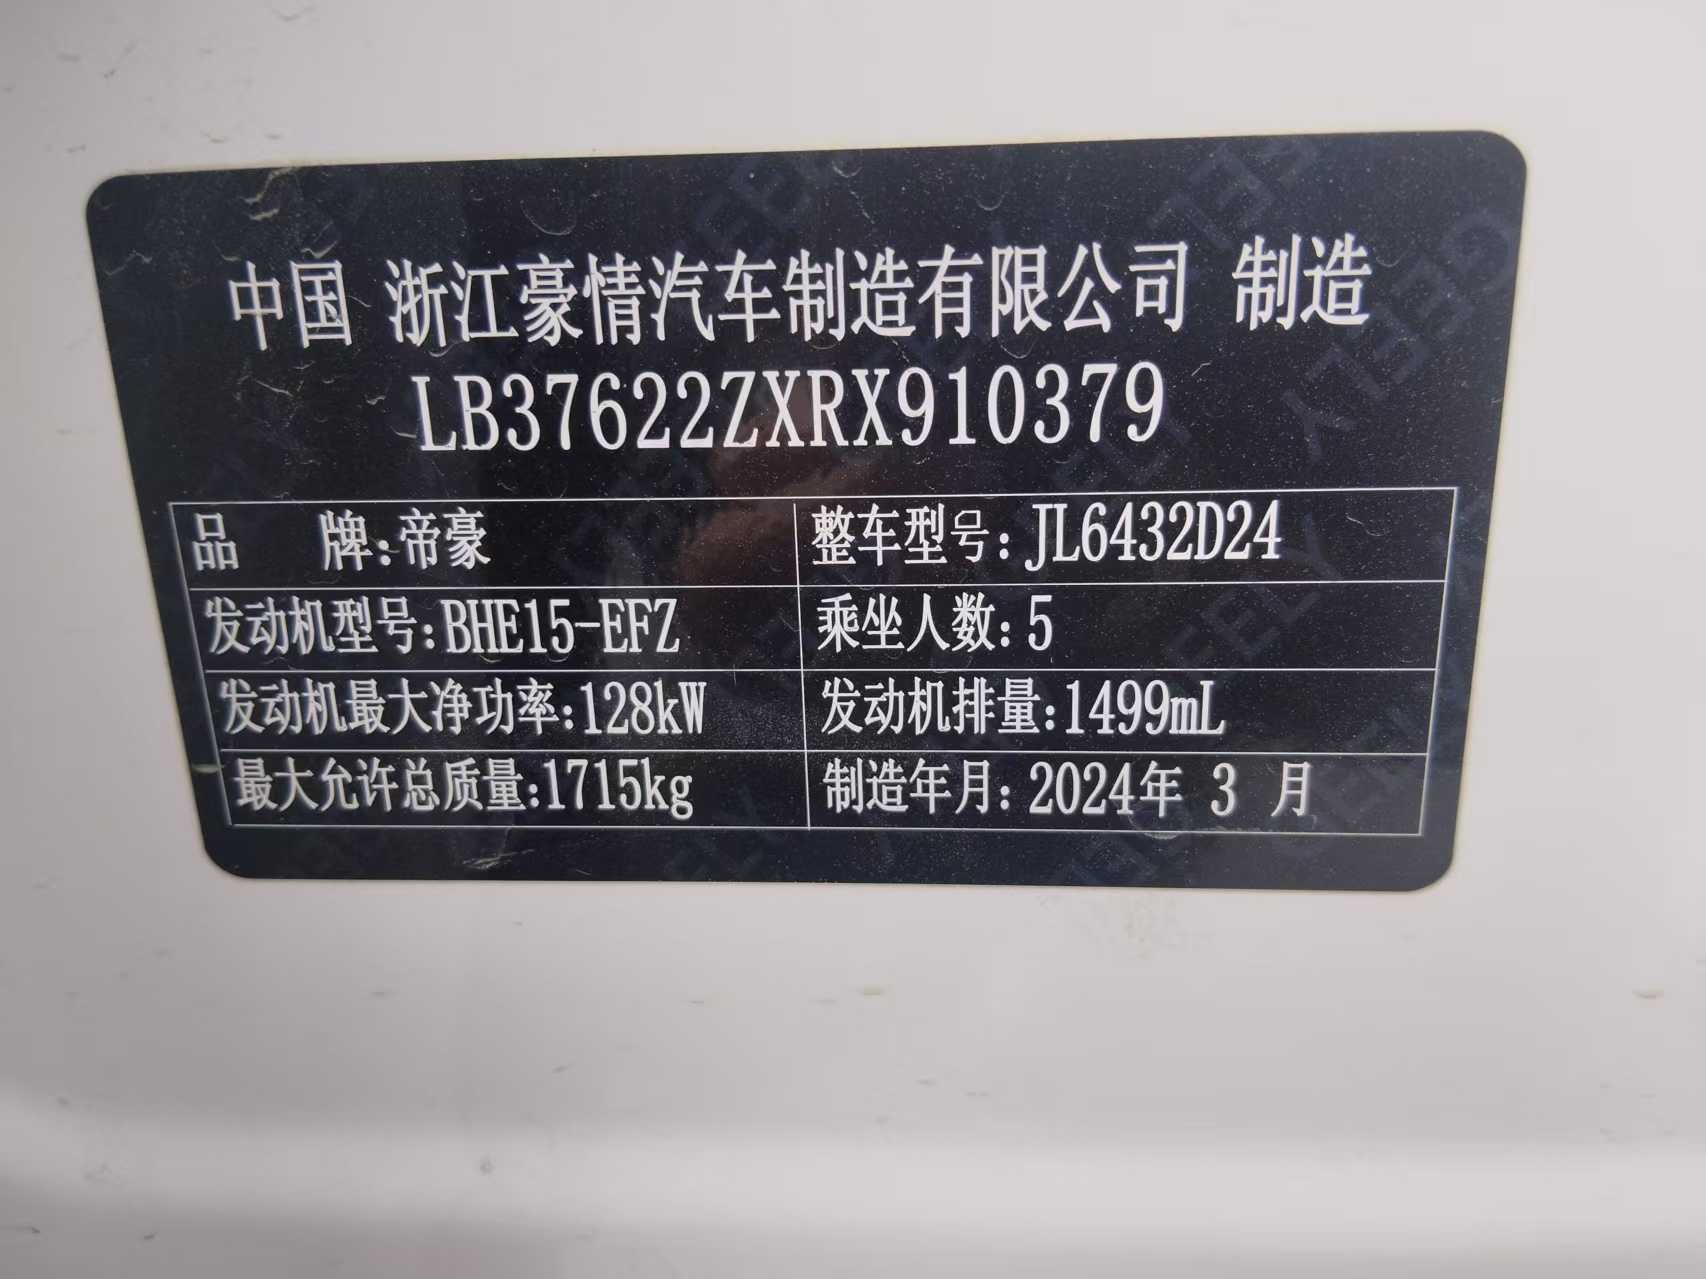 中国 浙江豪情汽车制造有限公司 制造
LB37622ZXRX910379
品 牌:帝豪 整车型号:JL6432D24
发动机型号:BHE15-EFZ 乘坐人数:5
发动机最大净功率:128kW 发动机排量:1499mL
最大允许总质量:1715kg 制造年月:2024年 3 月